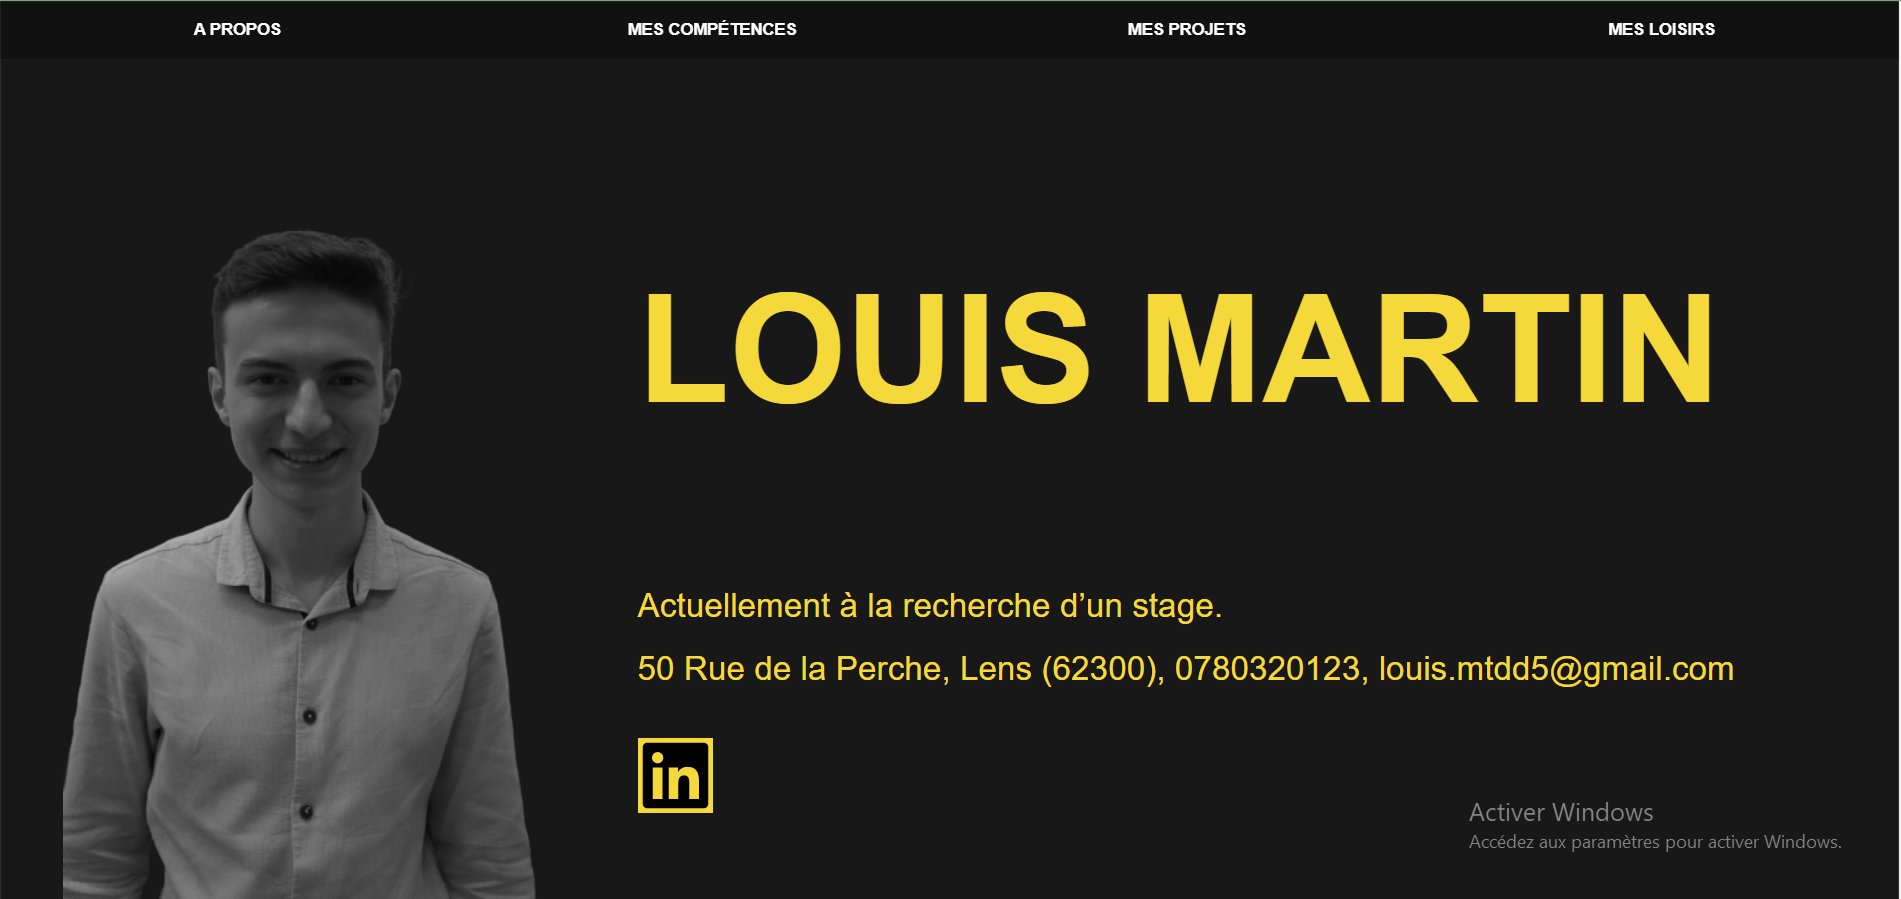 A PROPOS
MES COMPÉTENCES
MES PROJETS
MES LOISIRS
LOUIS MARTIN
Actuellement à la recherche d’un stage.
50 Rue de la Perche, Lens (62300), 0780320123, louis.mtdd5@gmail.com
in
Activer Windows
Accédez aux paramètres pour activer Windows.